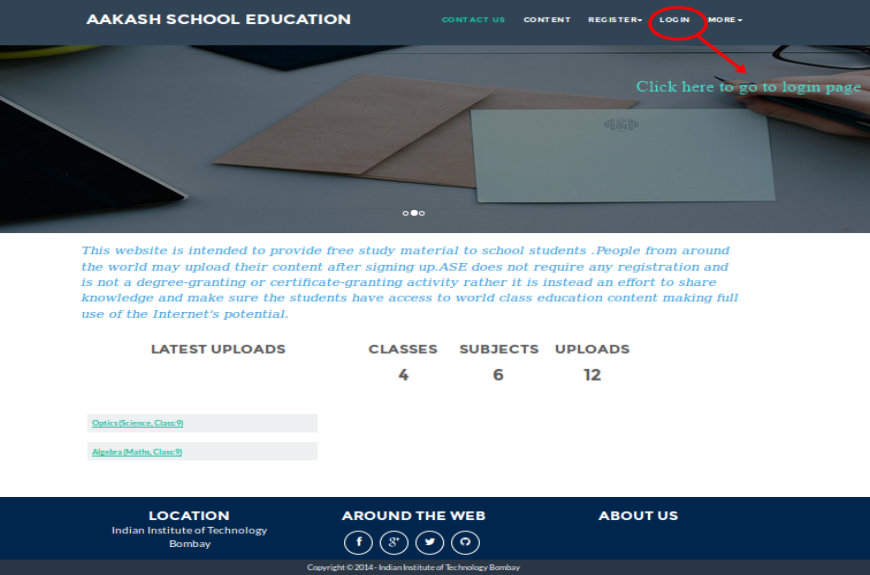 AAKASH SCHOOL EDUCATION
CONTACT US CONTENT REGISTER LOGIN MORE
Click here to go to login page
This website is intended to provide free study material to school students .People from around
the world may upload their content after signing up.ASE does not require any registration and
is not a degree-granting or certificate-granting activity rather it is instead an effort to share
knowledge and make sure the students have access to world class education content making full
use of the Internet's potential.
LATEST UPLOADS CLASSES SUBJECTS UPLOADS
4 6 12
Optics(Science, Class:9)
Algebra(Maths, Class:9)
LOCATION AROUND THE WEB ABOUT US
Indian Institute of Technology
Bombay
Copyright © 2014 - Indian Institute of Technology Bombay